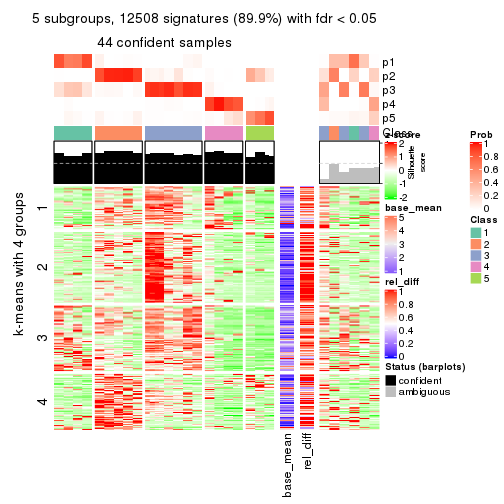 5 subgroups, 12508 signatures (89.9%) with fdr < 0.05
44 confident samples
p1
p2
p3
p4
p5
Class
Silhouette
score
k-means with 4 groups
1
2
3
4
base_mean
rel_diff
z-score
2
1
0
-1
-2
base_mean
5
4
3
2
1
rel_diff
1
0.8
0.6
0.4
0.2
0
Status (barplots)
confident
ambiguous
Prob
1
0.8
0.6
0.4
0.2
0
Class
1
2
3
4
5